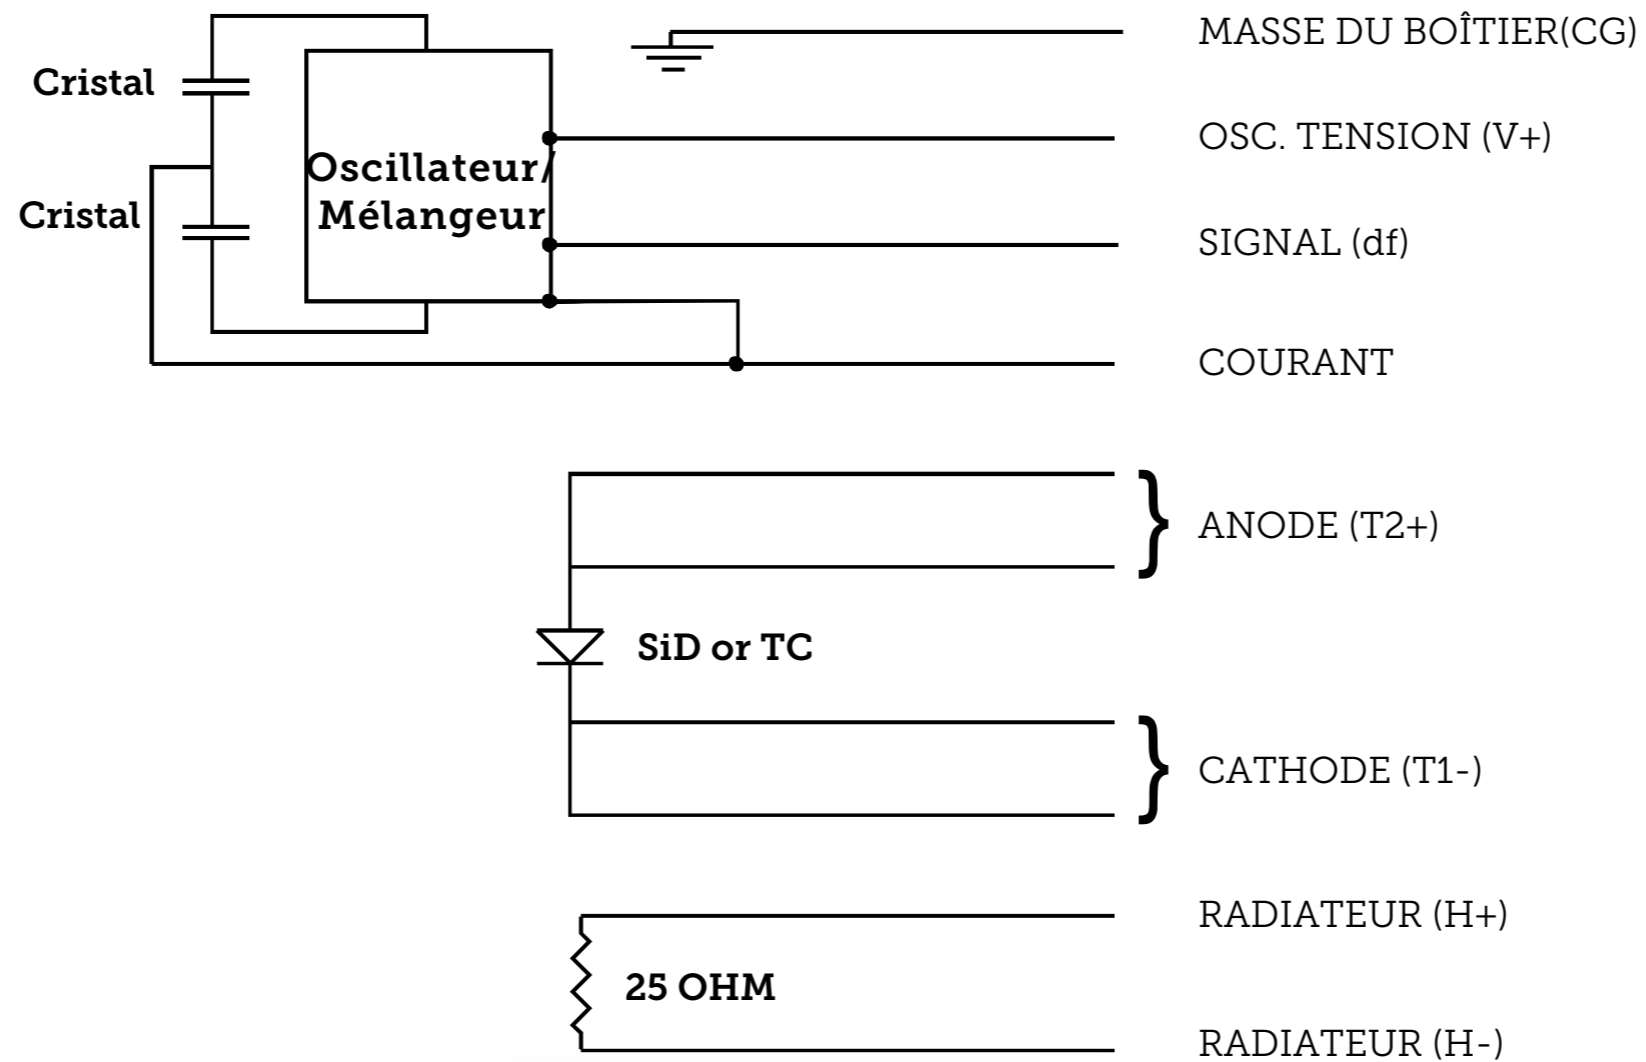 MASSE DU BOÎTIER(CG)
Cristal
OSC. TENSION (V+)
Oscillateur/
Mélangeur
Cristal
SIGNAL (df)
COURANT
ANODE (T2+)
SiD or TC
CATHODE (T1-)
RADIATEUR (H+)
25 OHM
RADIATEUR (H-)